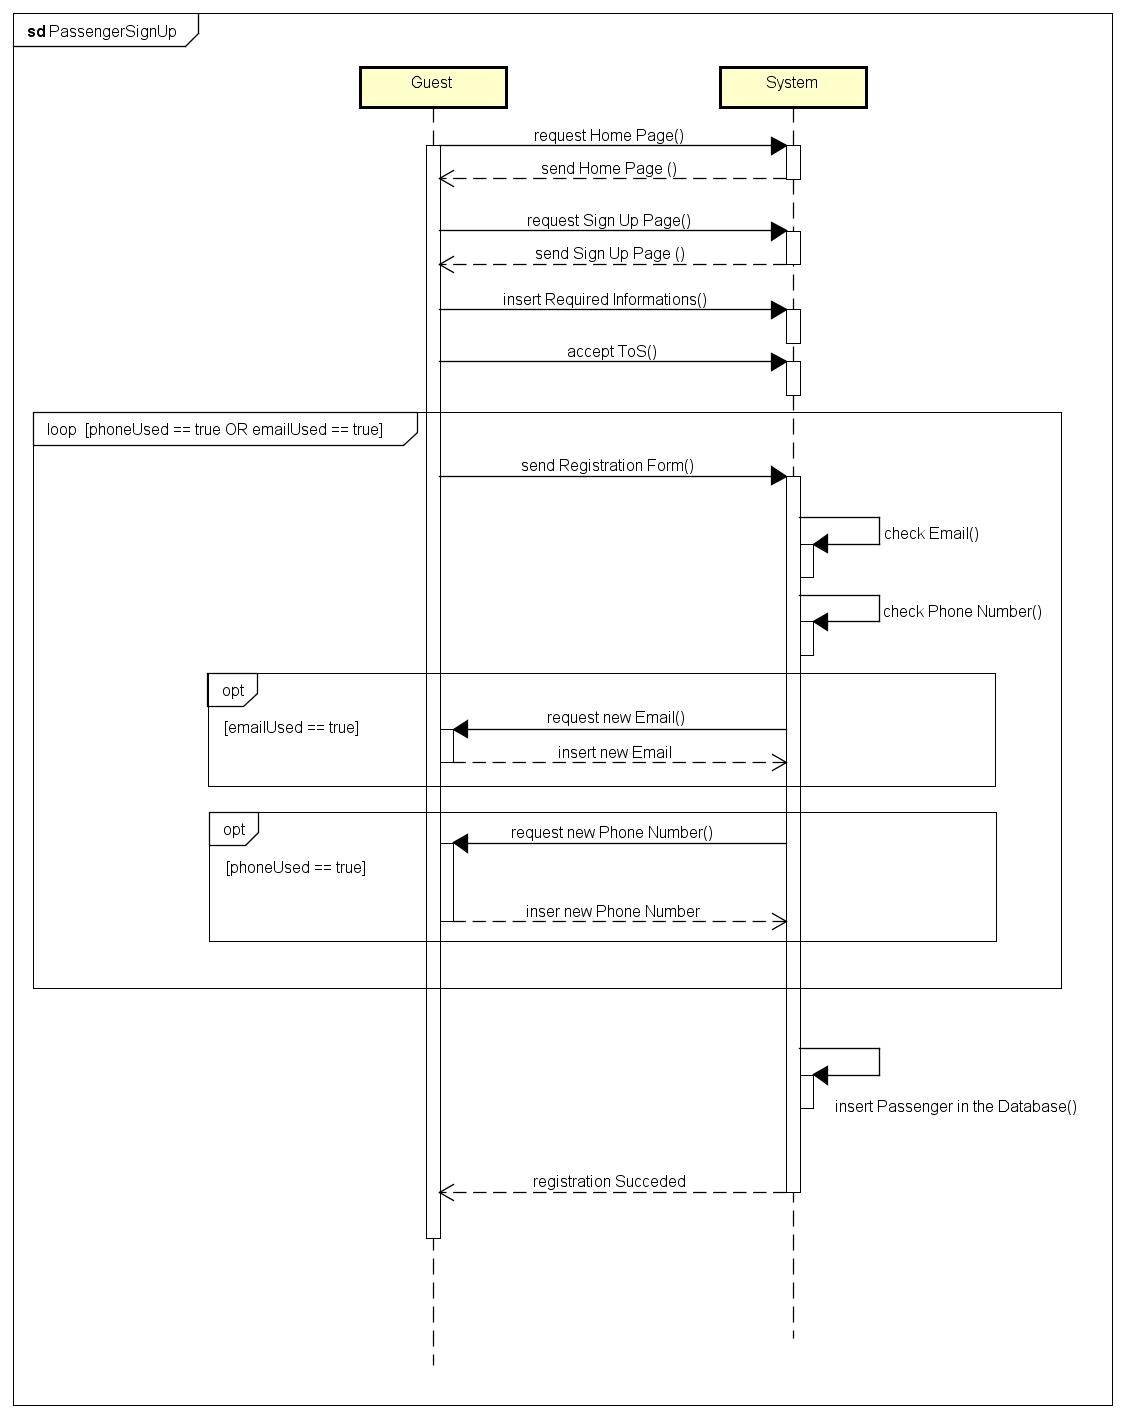 sd PassengerSignUp
Guest
System
request Home Page()
send Home Page ()
request Sign Up Page()
send Sign Up Page ()
insert Required Informations()
accept ToS()
loop [phoneUsed == true OR emailUsed == true]
send Registration Form()
check Email()
check Phone Number()
opt
[emailUsed == true]
request new Email()
insert new Email
opt
[phoneUsed == true]
request new Phone Number()
inser new Phone Number
insert Passenger in the Database()
registration Succeded